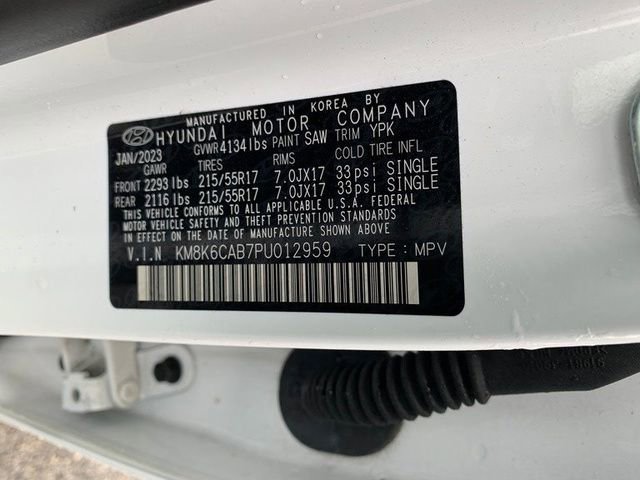 MANUFACTURED IN KOREA BY
HYUNDAI MOTOR COMPANY
JAN/2023 GVWR 4134 lbs PAINT SAW TRIM YPK
GAWR TIRES RIMS COLD TIRE INFO
FRONT 2293 lbs 215/55R17 7.0JX17 33psi SINGLE
REAR 2116 lbs 215/55R17 7.0JX17 33psi SINGLE
THIS VEHICLE CONFORMS TO ALL APPLICABLE U.S.A. FEDERAL
MOTOR VEHICLE SAFETY AND THEFT PREVENTION STANDARDS
IN EFFECT ON THE DATE OF MANUFACTURE SHOWN ABOVE
V.I.N KM8K6CAB7PU012959 TYPE : MPV